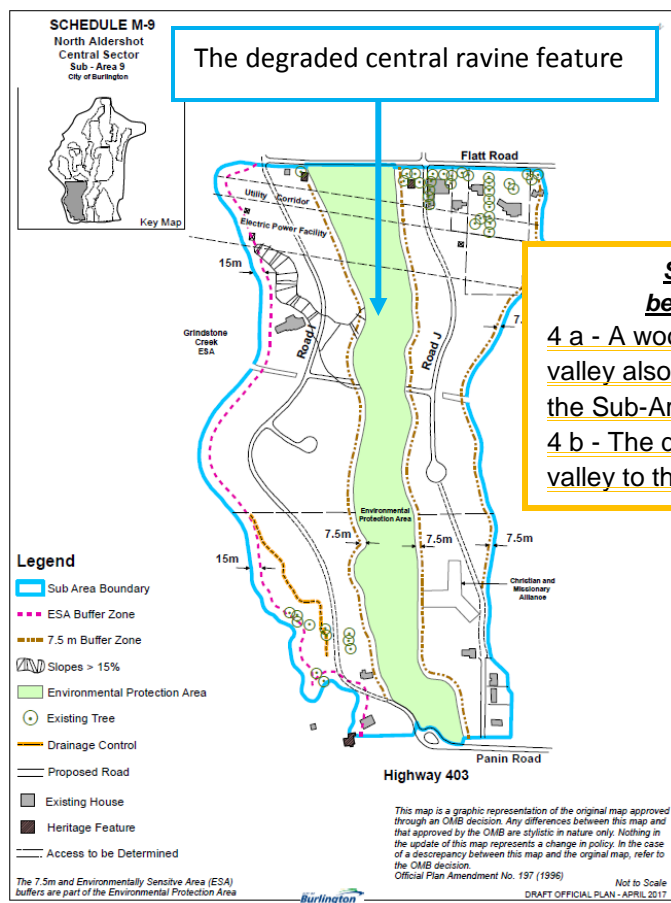 SCHEDULE M-9
North Aldershot
Central Sector
Sub - Area 9
City of Burlington
Key Map
The degraded central ravine feature
Flatt Road
Utility Corridor
Electric Power Facility
15m
Grindstone
Creek
ESA
Road I
Road J
4 a - A
valley also
the Sub-
4 b - The
valley to
Environmental
Protection Area
7.5m
7.5m
7.5m
15m
Christian and
Missionary
Alliance
Legend
Sub Area Boundary
ESA Buffer Zone
7.5 m Buffer Zone
Slopes > 15%
Environmental Protection Area
Existing Tree
Drainage Control
Proposed Road
Existing House
Heritage Feature
Access to be Determined
Panin Road
Highway 403
This map is a graphic representation of the original map approved
through an OMB decision. Any differences between this map and
that approved by the OMB are stylistic in nature only. Nothing in
the update of this map represents a change in policy. In the case
of a descrepancy between this map and the orginal map, refer to
the OMB decision.
Official Plan Amendment No. 197 (1996)
Not to Scale
DRAFT OFFICIAL PLAN - APRIL 2017
The 7.5m and Environmentally Sensitve Area (ESA)
buffers are part of the Environmental Protection Area
Burlington